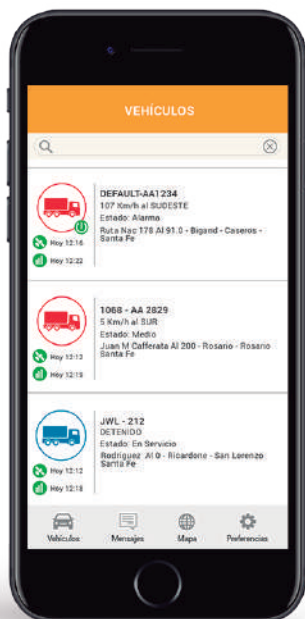 VEHÍCULOS
DEFAULT-AA1234
107 Km/h al SUDESTE
Estado: Alarma
Ruta Nac 178 Al 91.0 - Bigand - Caseros -
Santa Fe
Hoy 12:16
Hoy 12:22
1068 - AA 2829
5 Km/h al SUR
Estado: Medio
Juan M Cafferata Al 200 - Rosario - Rosario
Santa Fe
Hoy 12:13
Hoy 12:19
JWL - 212
DETENIDO
Estado: En Servicio
Rodriguez Al 0 - Ricardone - San Lorenzo
Santa Fe
Hoy 12:12
Hoy 12:18
Vehículos
Mensajes
Mapa
Preferencias